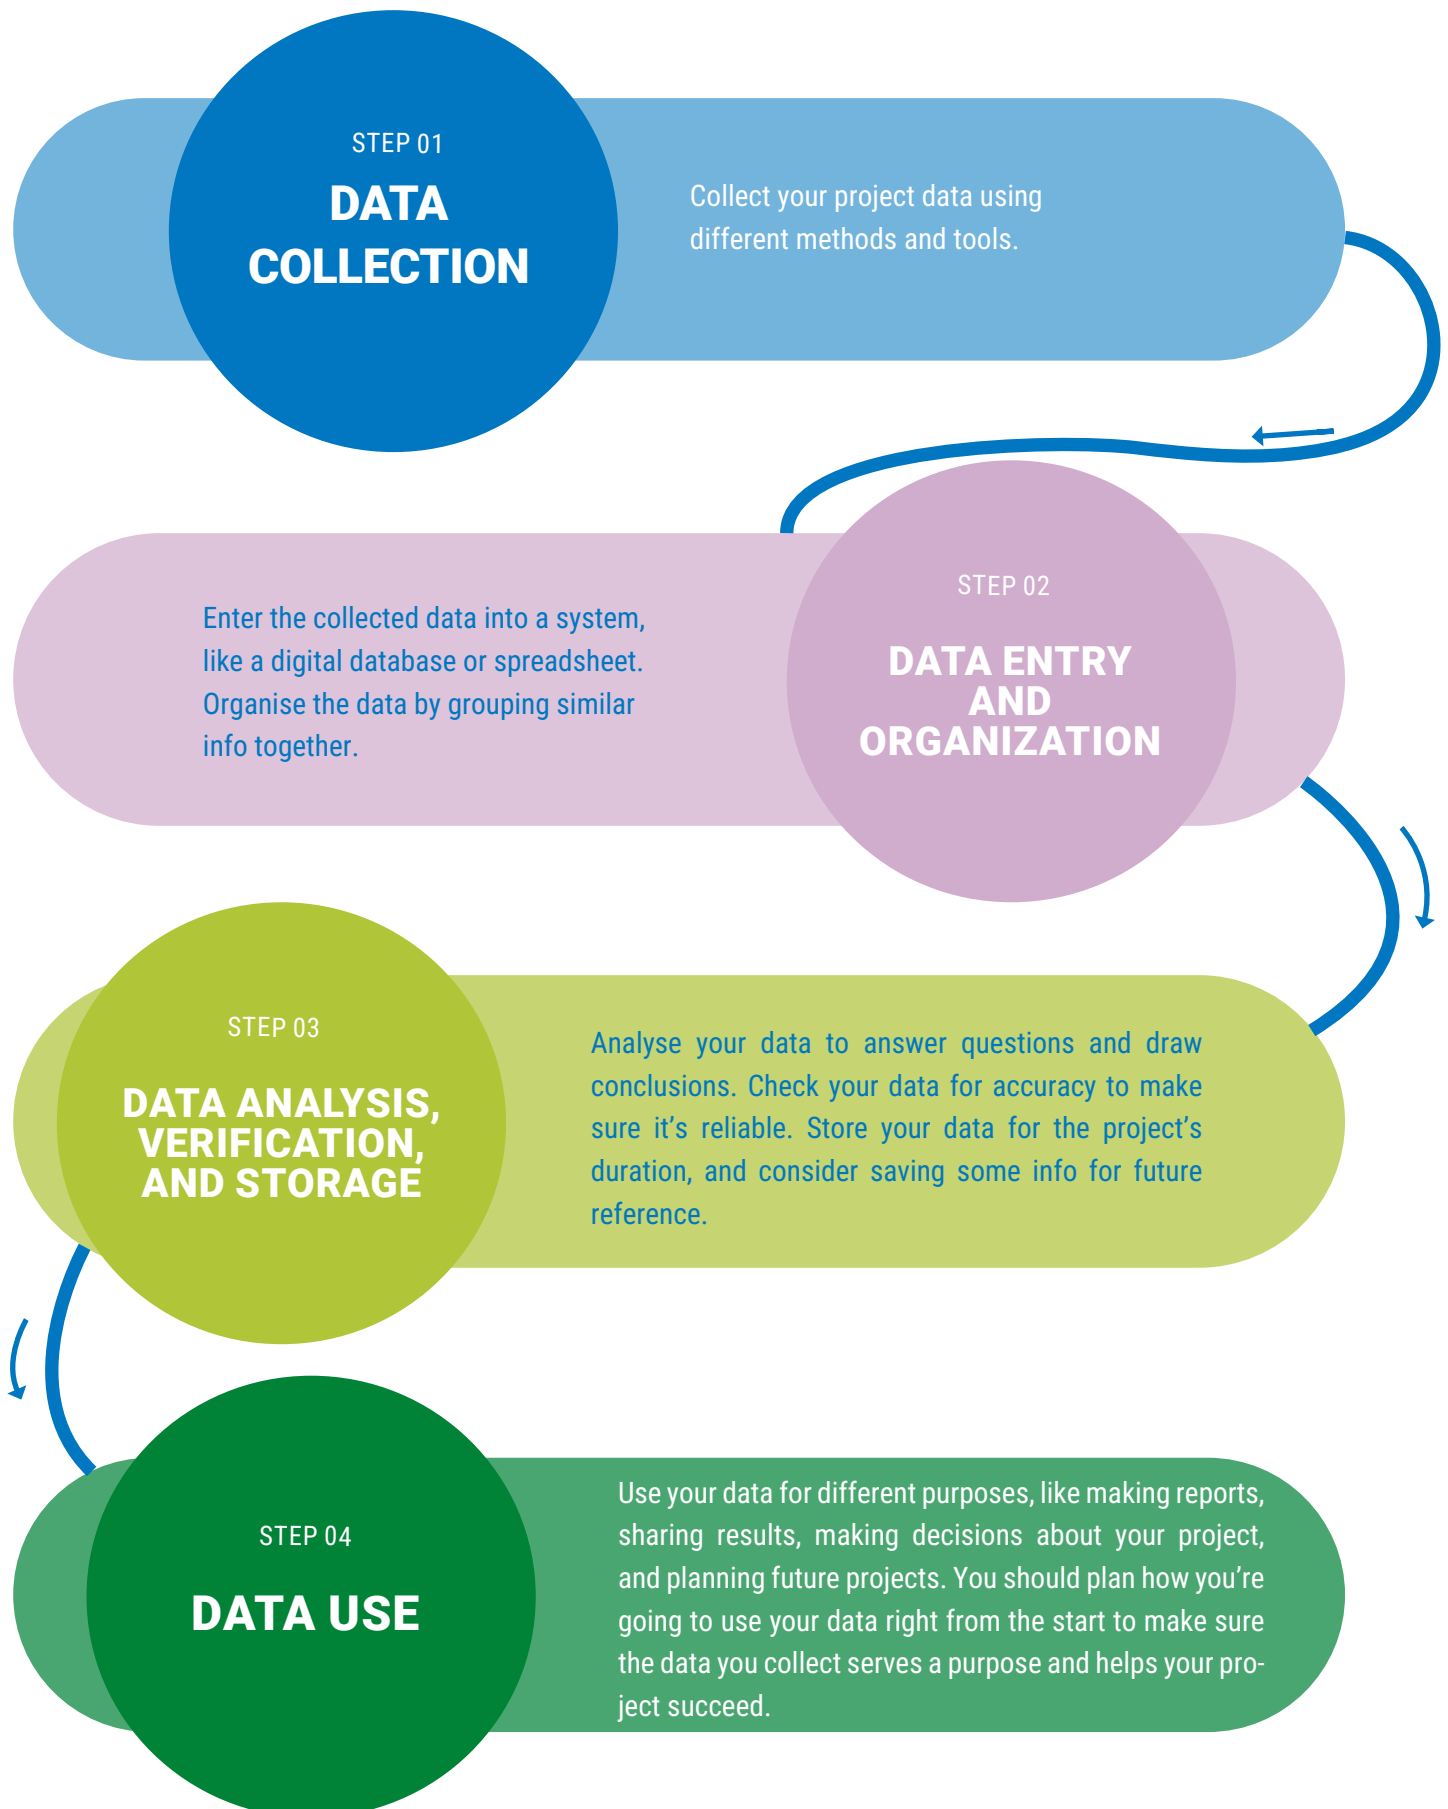 STEP 01
DATA
COLLECTION
Collect your project data using
different methods and tools.
STEP 02
DATA ENTRY
AND
ORGANIZATION
Enter the collected data into a system,
like a digital database or spreadsheet.
Organise the data by grouping similar
info together.
STEP 03
DATA ANALYSIS,
VERIFICATION,
AND STORAGE
Analyse your data to answer questions and draw
conclusions. Check your data for accuracy to make
sure it’s reliable. Store your data for the project’s
duration, and consider saving some info for future
reference.
STEP 04
DATA USE
Use your data for different purposes, like making reports,
sharing results, making decisions about your project,
and planning future projects. You should plan how you’re
going to use your data right from the start to make sure
the data you collect serves a purpose and helps your pro-
ject succeed.